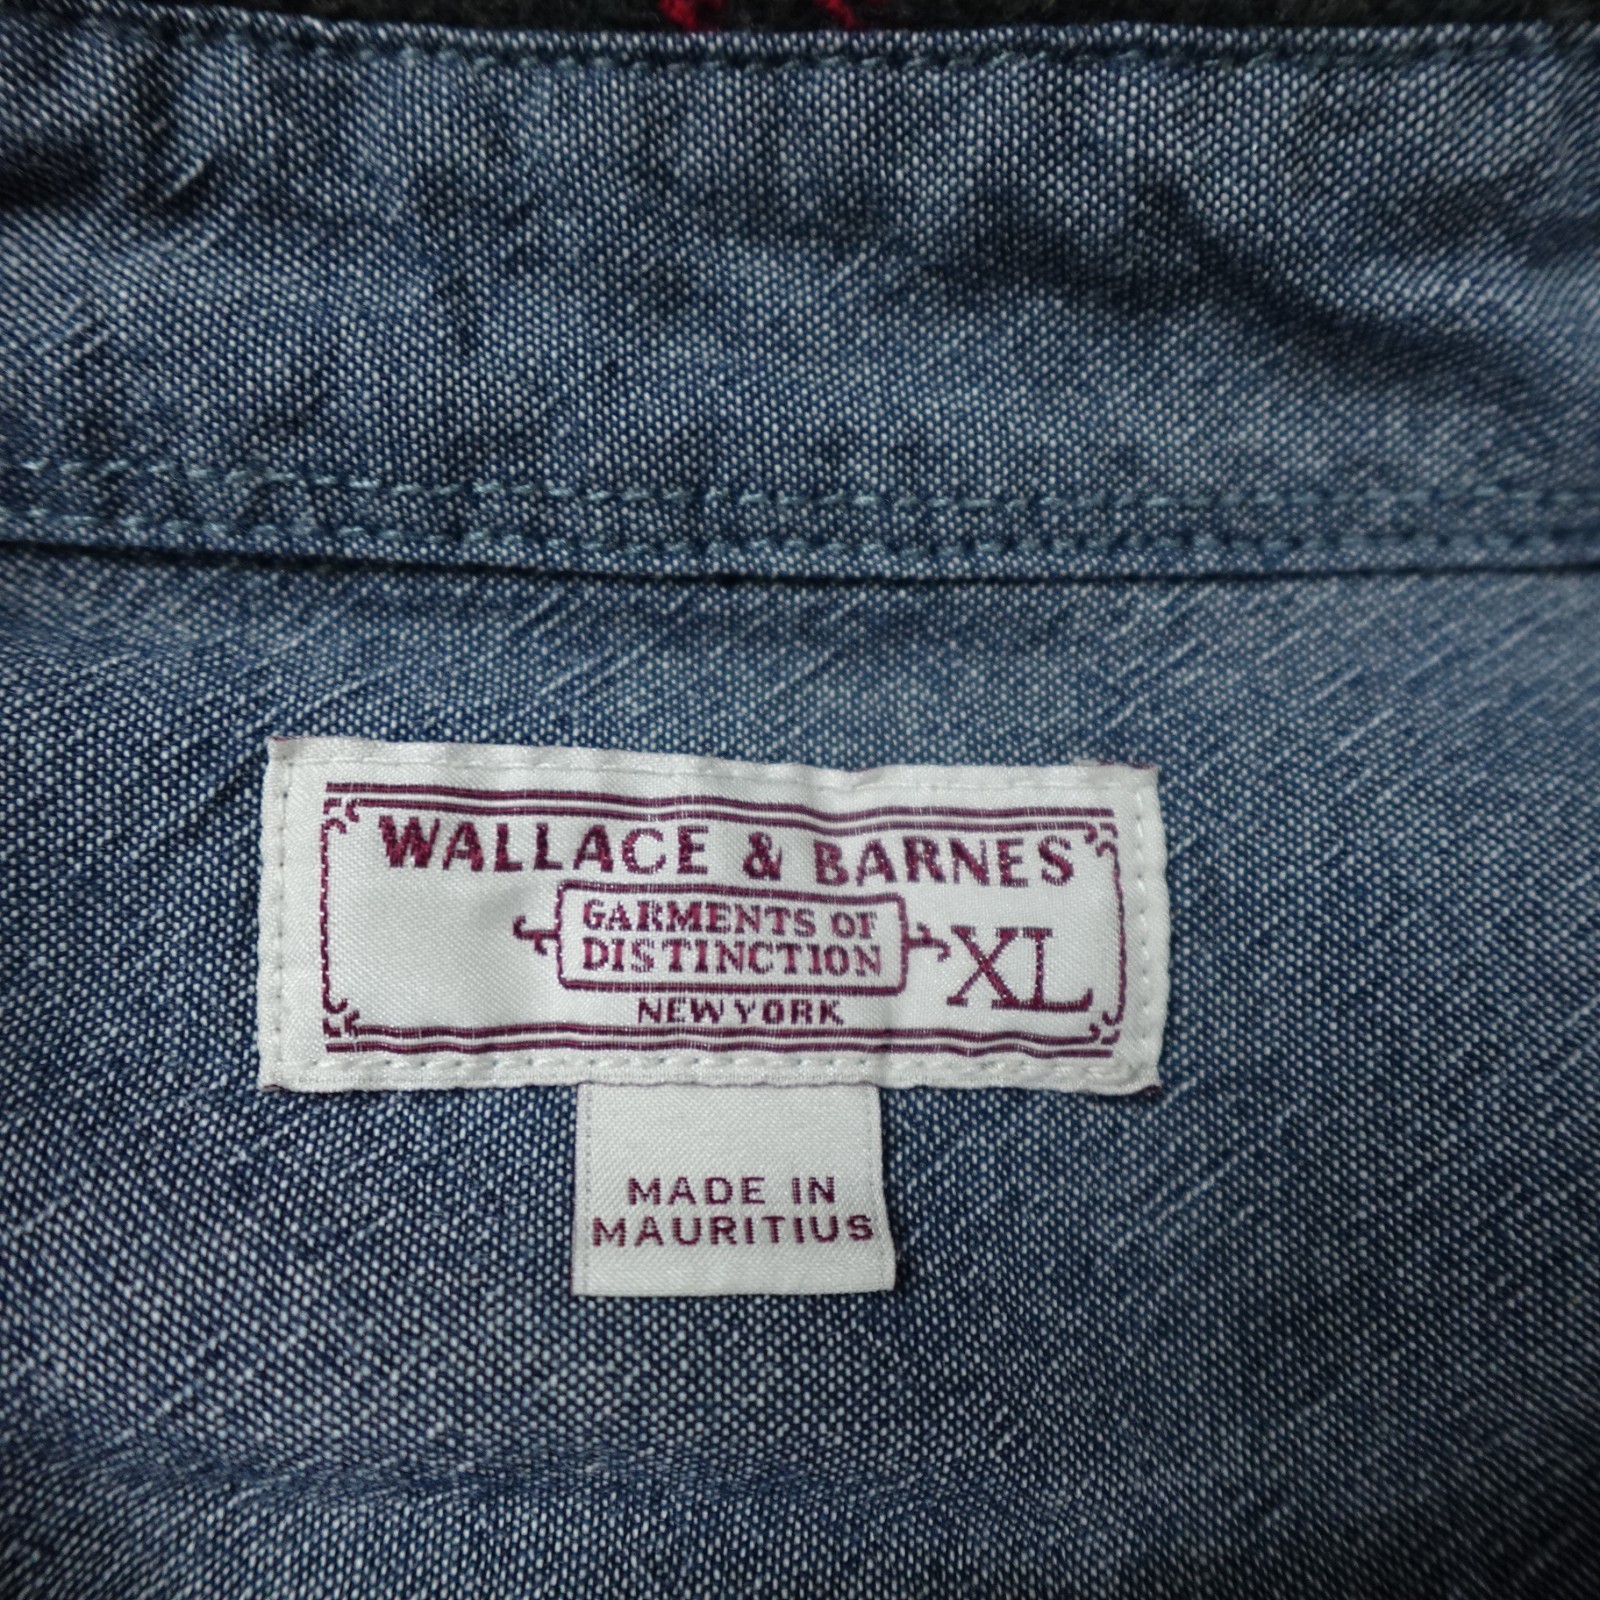 WALLACE & BARNES
GARMENTS OF
DISTINCTION
NEW YORK
XL
MADE IN
MAURITIUS